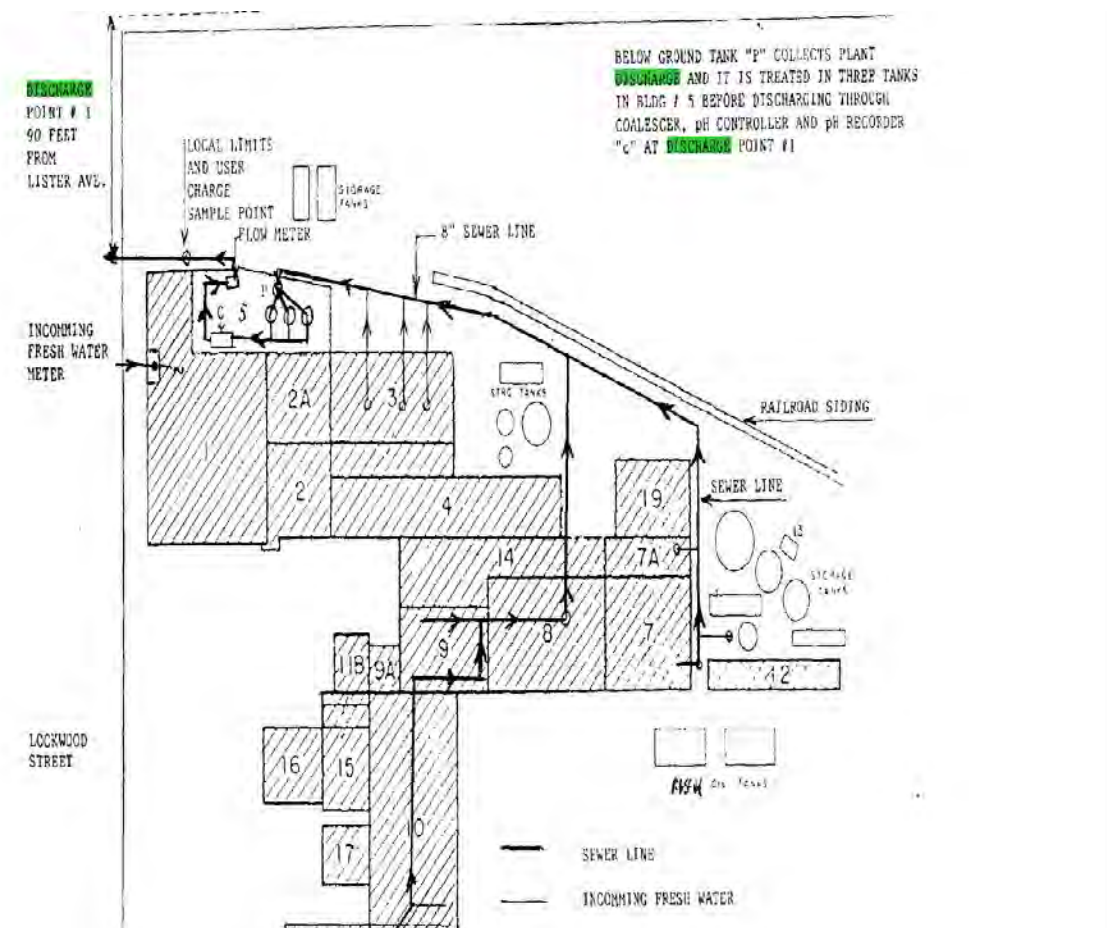 BELOW GROUND TANK "P" COLLECTS PLANT
DISCHARGE AND IT IS TREATED IN THREE TANKS
IN BLDG # 5 BEFORE DISCHARGING THROUGH
COALESCER, pH CONTROLLER AND pH RECORDER
"c" AT DISCHARGE POINT #1
DISCHARGE
POINT # 1
90 FEET
FROM
LISTER AVE.
LOCAL LIMITS
AND USER
CHARGE
SAMPLE POINT
FLOW METER
STORAGE
TANKS
8" SEWER LINE
P
C
5
INCOMMING
FRESH WATER
METER
2A
3
STRG TANKS
RAILROAD SIDING
1
2
4
19
SEWER LINE
14
7A
13
STORAGE
TANKS
9
8
7
11B
9A
12
LOCKWOOD
STREET
16
15
TANKS
10
17
SEWER LINE
INCOMMING FRESH WATER